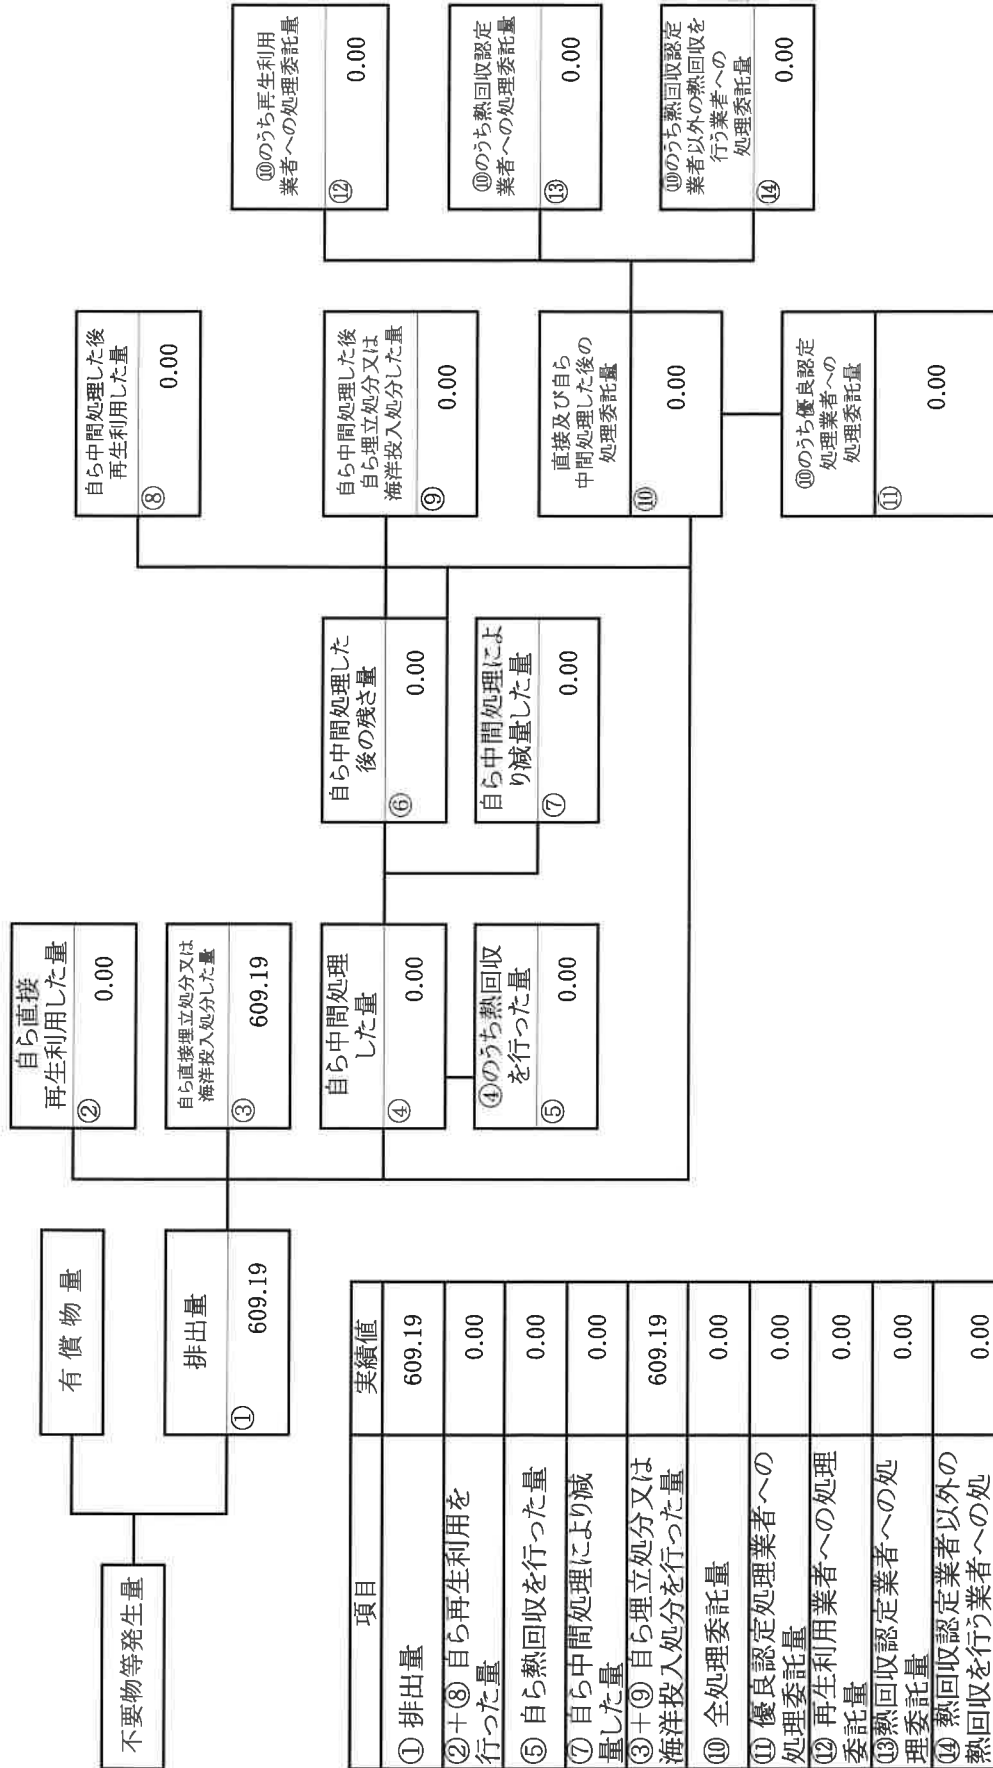 不要物等発生量
有償物量
排出量
①
609.19
自ら直接
再生利用した量
②
0.00
自ら直接埋立処分又は
海洋投入処分した量
③
609.19
自ら中間処理
した量
④
0.00
④のうち熱回収
を行った量
⑤
0.00
自ら中間処理した
後の残さ量
⑥
0.00
自ら中間処理によ
り減量した量
⑦
0.00
自ら中間処理した後
再生利用した量
⑧
0.00
自ら中間処理した後
自ら埋立処分又は
海洋投入処分した量
⑨
0.00
直接及び自ら
中間処理した後の
処理委託量
⑩
0.00
⑩のうち優良認定
処理業者への
処理委託量
⑪
0.00
⑩のうち再生利用
業者への処理委託量
⑫
0.00
⑩のうち熱回収認定
業者への処理委託量
⑬
0.00
⑩のうち熱回収認定
業者以外の熱回収を
行う業者への
処理委託量
⑭
0.00
項目 実績値
① 排出量 609.19
②+⑧ 自ら再生利用を
行った量 0.00
⑤ 自ら熱回収を行った量 0.00
⑦ 自ら中間処理により減
量した量 0.00
③+⑨ 自ら埋立処分又は
海洋投入処分を行った量 609.19
⑩ 全処理委託量 0.00
⑪ 優良認定処理業者への
処理委託量 0.00
⑫ 再生利用業者への処理
委託量 0.00
⑬熱回収認定業者への処
理委託量 0.00
⑭ 熱回収認定業者以外の
熱回収を行う業者への処 0.00